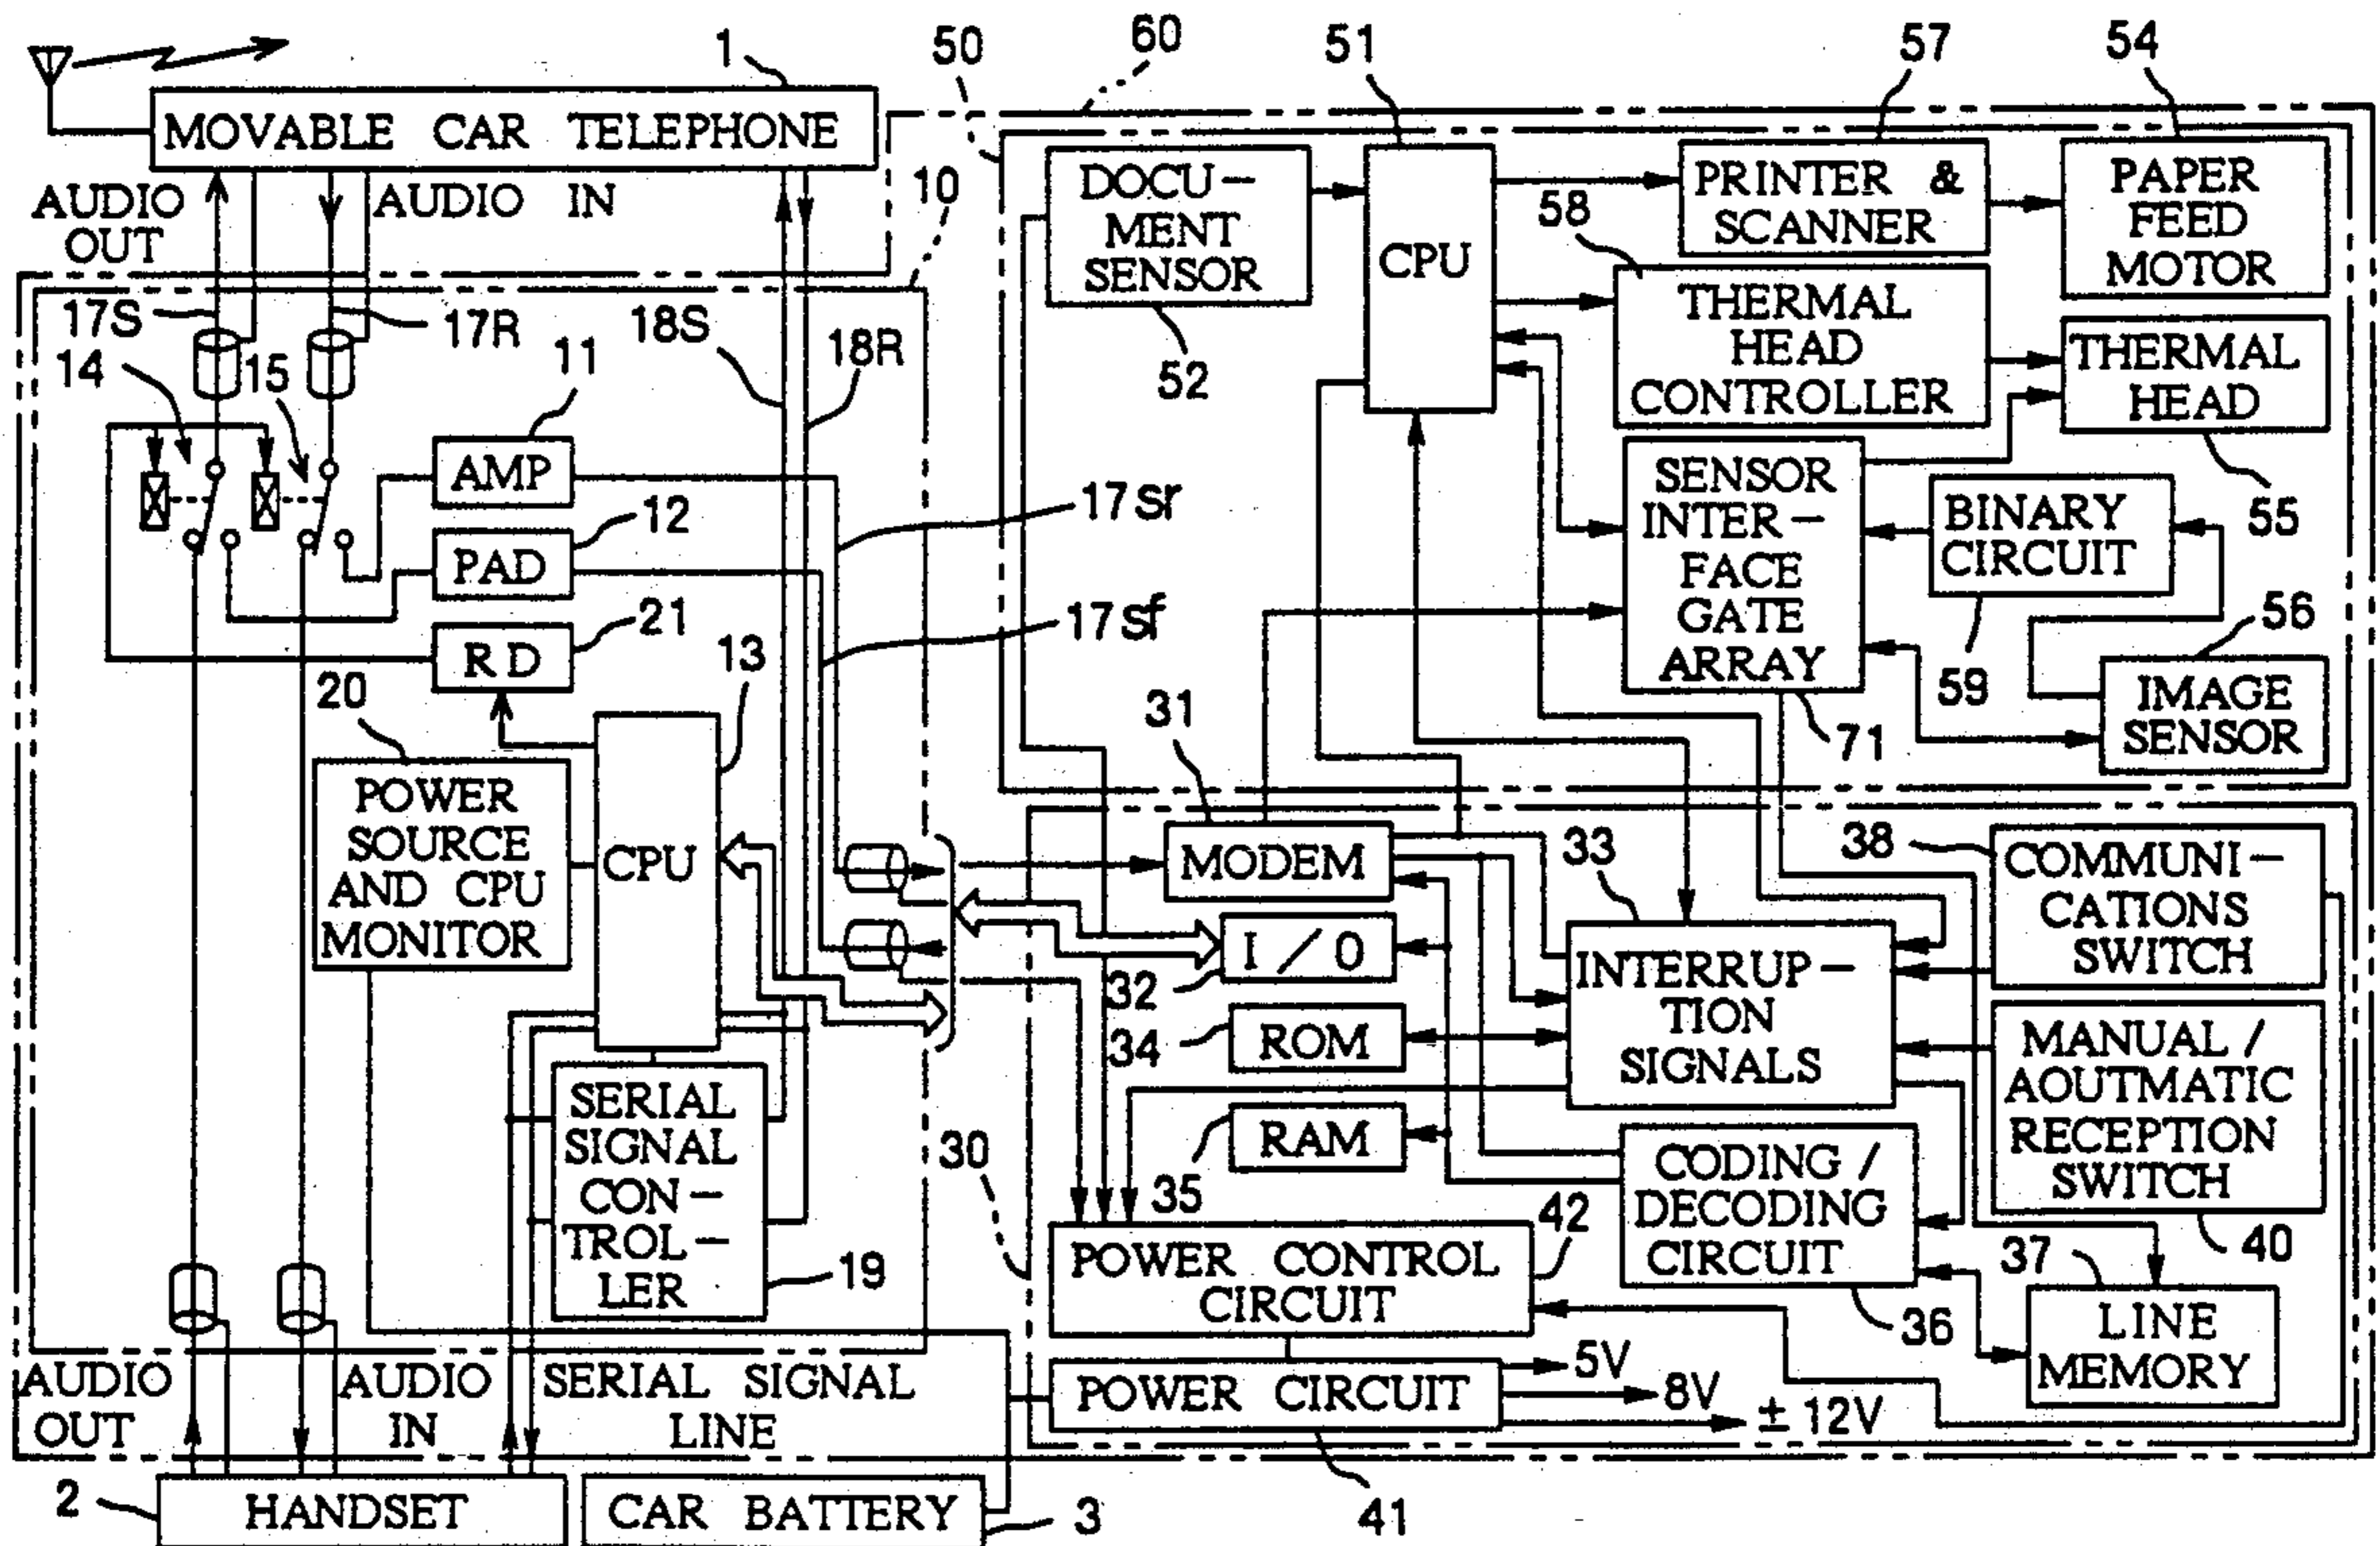 1
MOVABLE CAR TELEPHONE
AUDIO OUT
AUDIO IN
10
50
60
51
57
54
DOCU-
MENT
SENSOR
52
CPU
PRINTER &
SCANNER
PAPER
FEED
MOTOR
58
THERMAL
HEAD
CONTROLLER
THERMAL
HEAD
55
17S
17R
18S
18R
14
15
11
AMP
12
PAD
21
RD
17sr
17sf
SENSOR
INTER-
FACE
GATE
ARRAY
71
BINARY
CIRCUIT
59
56
IMAGE
SENSOR
20
POWER
SOURCE
AND CPU
MONITOR
13
CPU
SERIAL
SIGNAL
CON-
TROL-
LER
19
31
MODEM
32
I/O
34
ROM
35
RAM
33
INTERRUP-
TION
SIGNALS
38
COMMUNI-
CATIONS
SWITCH
MANUAL/
AOUTMATIC
RECEPTION
SWITCH
40
30
CODING/
DECODING
CIRCUIT
36
37
LINE
MEMORY
42
POWER CONTROL
CIRCUIT
POWER CIRCUIT
41
5V
8V
± 12V
AUDIO
OUT
AUDIO
IN
SERIAL SIGNAL
LINE
2
HANDSET
CAR BATTERY
3